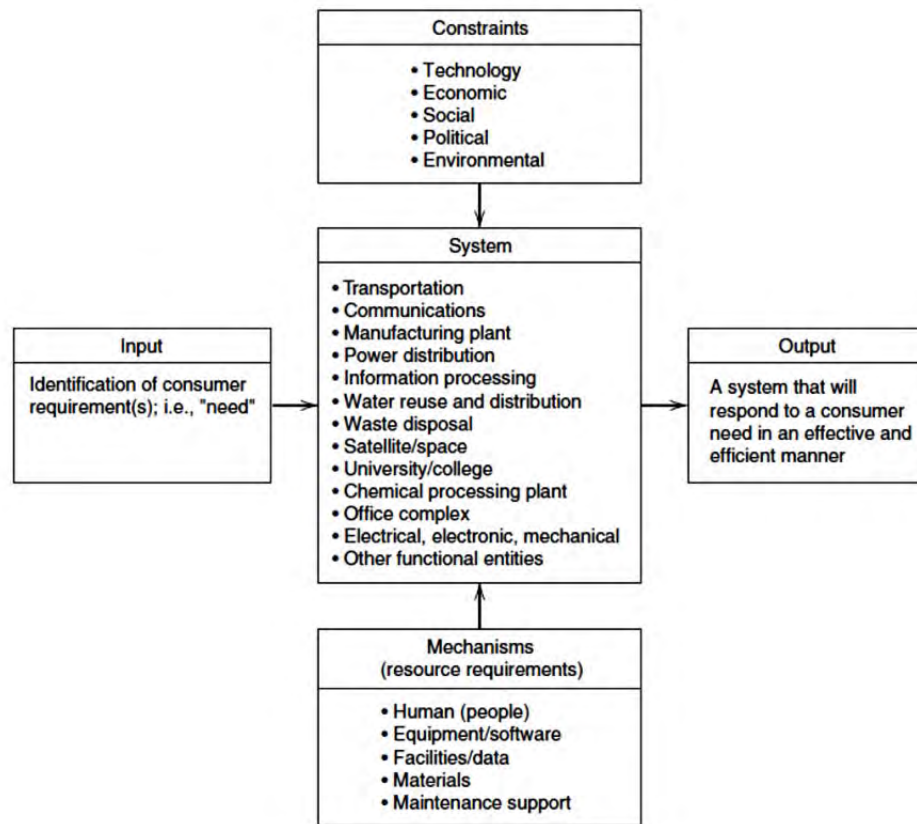 Constraints
• Technology
• Economic
• Social
• Political
• Environmental
System
• Transportation
• Communications
• Manufacturing plant
• Power distribution
• Information processing
• Water reuse and distribution
• Waste disposal
• Satellite/space
• University/college
• Chemical processing plant
• Office complex
• Electrical, electronic, mechanical
• Other functional entities
Input
Identification of consumer
requirement(s); i.e., "need"
Output
A system that will
respond to a consumer
need in an effective and
efficient manner
Mechanisms
(resource requirements)
• Human (people)
• Equipment/software
• Facilities/data
• Materials
• Maintenance support